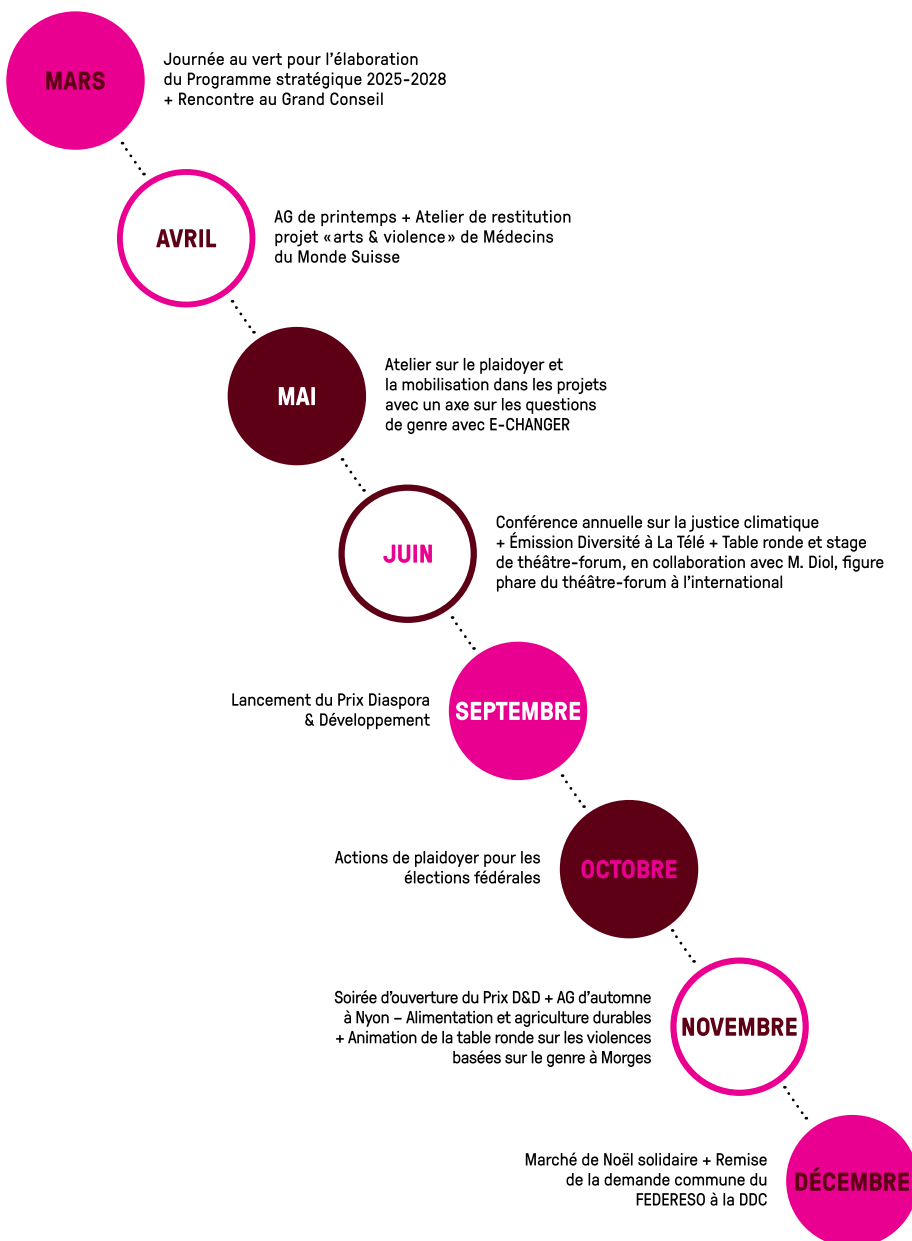 MARS
Journée au vert pour l'élaboration
du Programme stratégique 2025-2028
+ Rencontre au Grand Conseil
AVRIL
AG de printemps + Atelier de restitution
projet «arts & violence» de Médecins
du Monde Suisse
MAI
Atelier sur le plaidoyer et
la mobilisation dans les projets
avec un axe sur les questions
de genre avec E-CHANGER
JUIN
Conférence annuelle sur la justice climatique
+ Émission Diversité à La Télé + Table ronde et stage
de théâtre-forum, en collaboration avec M. Diol, figure
phare du théâtre-forum à l'international
Lancement du Prix Diaspora
& Développement
SEPTEMBRE
Actions de plaidoyer pour les
élections fédérales
OCTOBRE
Soirée d'ouverture du Prix D&D + AG d'automne
à Nyon – Alimentation et agriculture durables
+ Animation de la table ronde sur les violences
basées sur le genre à Morges
NOVEMBRE
Marché de Noël solidaire + Remise
de la demande commune du
FEDERESO à la DDC
DÉCEMBRE